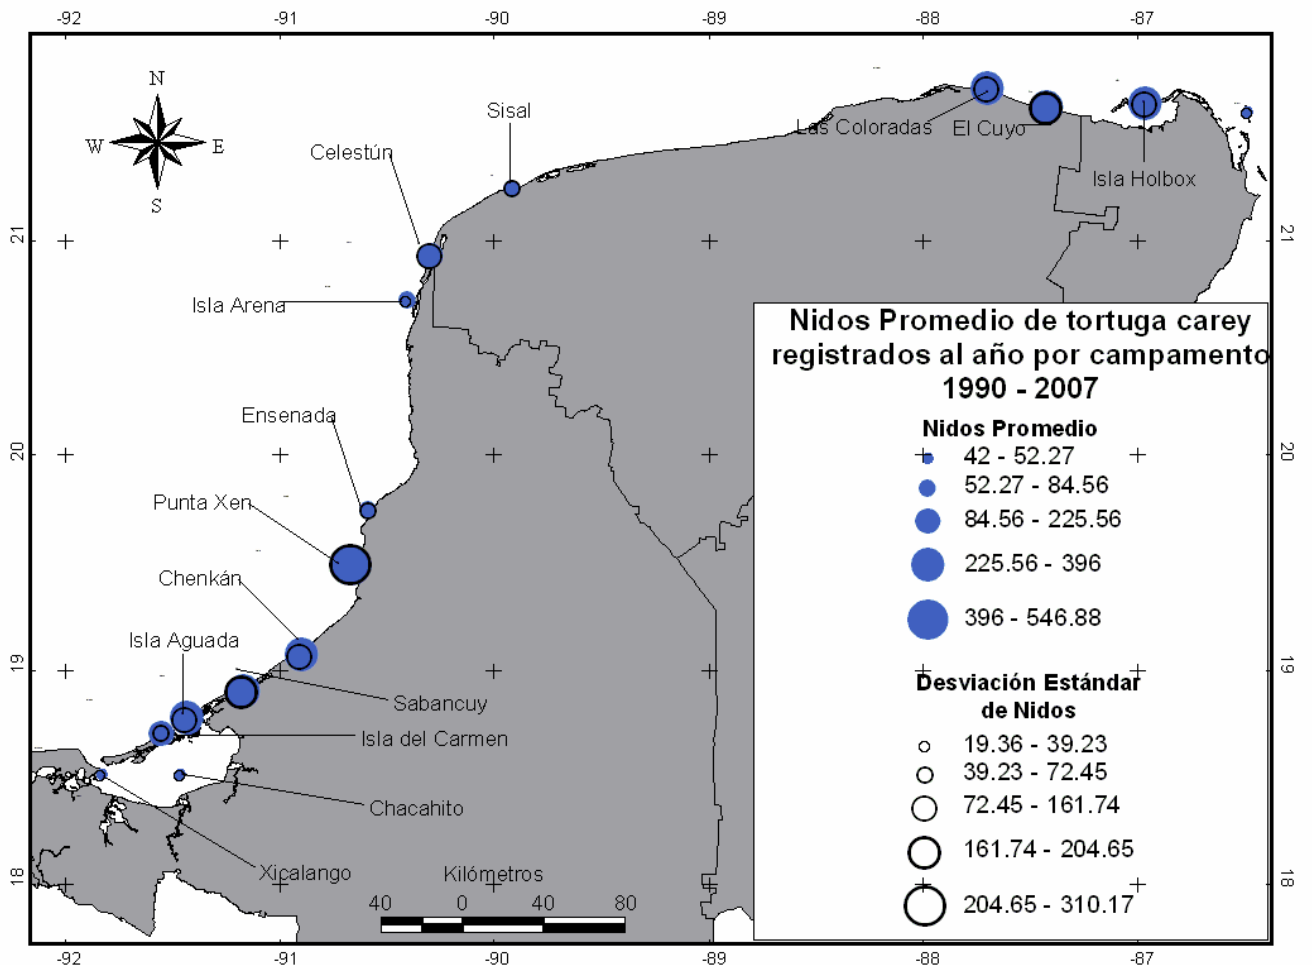 -92 -91 -90 -89 -88 -87
N
W E
S
Sisal
Celestún
Las Coloradas
El Cuyo
Isla Holbox
21 21
Isla Arena
Nidos Promedio de tortuga carey
registrados al año por campamento
1990 - 2007
Ensenada
Nidos Promedio
20 20
42 - 52.27
52.27 - 84.56
Punta Xen
84.56 - 225.56
Chenkán
225.56 - 396
396 - 546.88
Isla Aguada
19 19
Sabancuy
Desviación Estándar
de Nidos
Isla del Carmen
19.36 - 39.23
39.23 - 72.45
Chacahito
72.45 - 161.74
161.74 - 204.65
Xicalango
Kilómetros
18 18
40 0 40 80
204.65 - 310.17
-92 -91 -90 -89 -88 -87